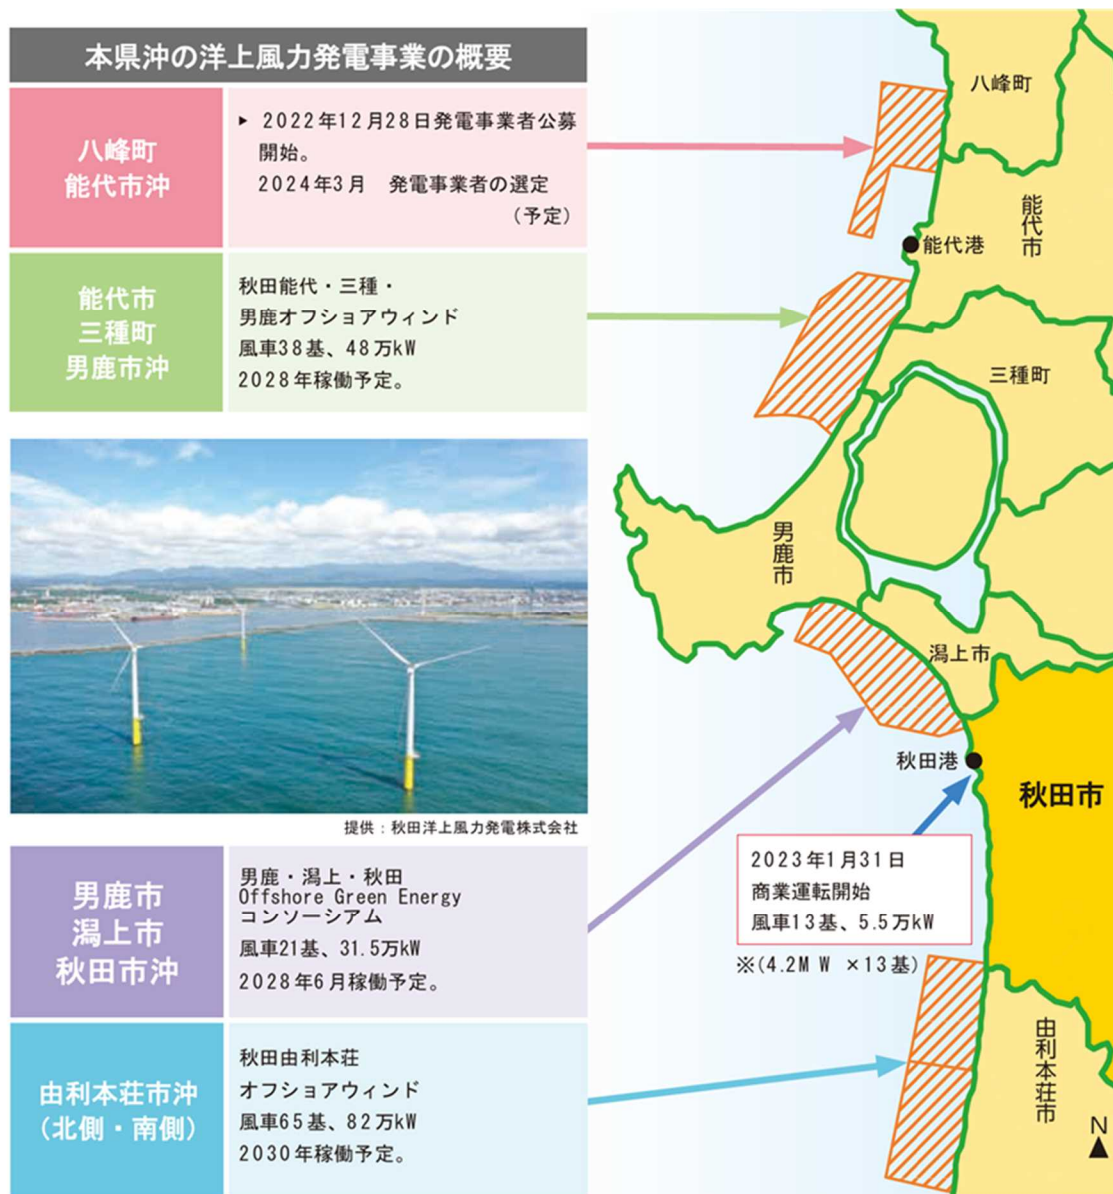 本県沖の洋上風力発電事業の概要
八峰町
能代市沖
▶ 2022年12月28日発電事業者公募
開始。
2024年3月 発電事業者の選定
(予定)
能代市
三種町
男鹿市沖
秋田能代・三種・
男鹿オフショアウィンド
風車38基、48万kW
2028年稼働予定。
提供：秋田洋上風力発電株式会社
男鹿市
潟上市
秋田市沖
男鹿・潟上・秋田
Offshore Green Energy
コンソーシアム
風車21基、31.5万kW
2028年6月稼働予定。
由利本荘市沖
(北側・南側)
秋田由利本荘
オフショアウィンド
風車65基、82万kW
2030年稼働予定。
八峰町
能代市
能代港
三種町
男鹿市
潟上市
秋田港
秋田市
2023年1月31日
商業運転開始
風車13基、5.5万kW
※(4.2MW ×13基)
由利本荘市
N